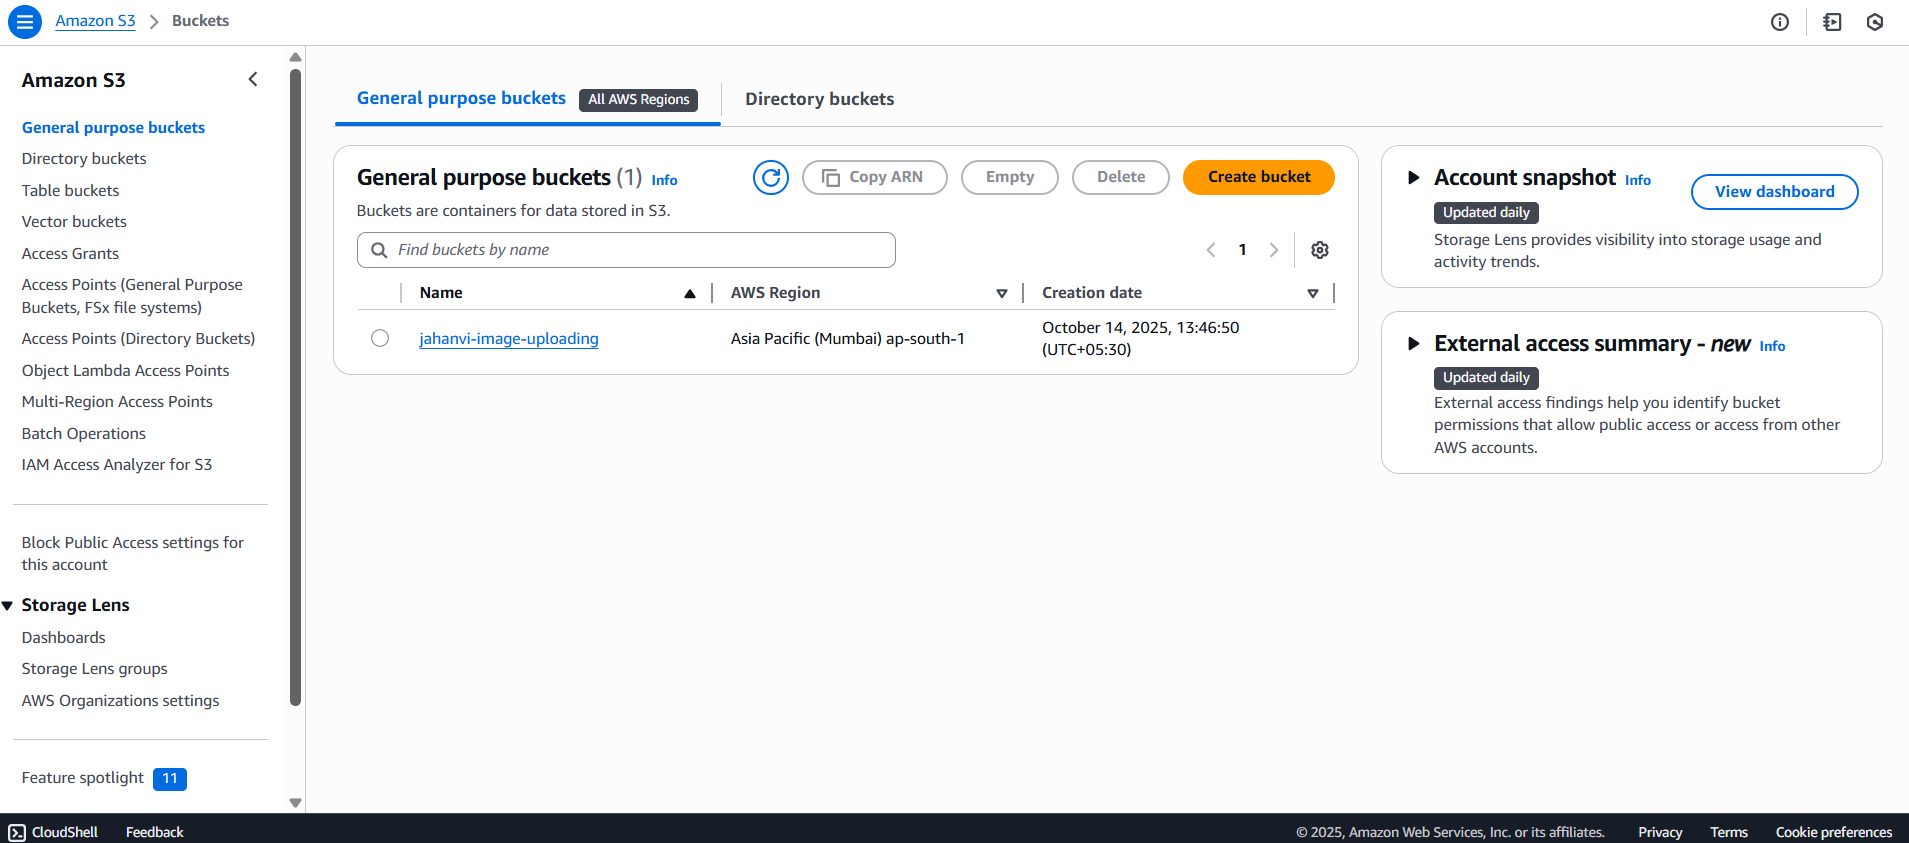 Amazon S3 > Buckets
Amazon S3
General purpose buckets
Directory buckets
Table buckets
Vector buckets
Access Grants
Access Points (General Purpose
Buckets, FSx file systems)
Access Points (Directory Buckets)
Object Lambda Access Points
Multi-Region Access Points
Batch Operations
IAM Access Analyzer for S3
Block Public Access settings for
this account
Storage Lens
Dashboards
Storage Lens groups
AWS Organizations settings
Feature spotlight 11
General purpose buckets All AWS Regions Directory buckets
General purpose buckets (1) Info Copy ARN Empty Delete Create bucket
Buckets are containers for data stored in S3.
Find buckets by name 1
Name AWS Region Creation date
jahanvi-image-uploading Asia Pacific (Mumbai) ap-south-1 October 14, 2025, 13:46:50
(UTC+05:30)
Account snapshot Info View dashboard
Updated daily
Storage Lens provides visibility into storage usage and
activity trends.
External access summary - new Info
Updated daily
External access findings help you identify bucket
permissions that allow public access or access from other
AWS accounts.
CloudShell Feedback © 2025, Amazon Web Services, Inc. or its affiliates. Privacy Terms Cookie preferences